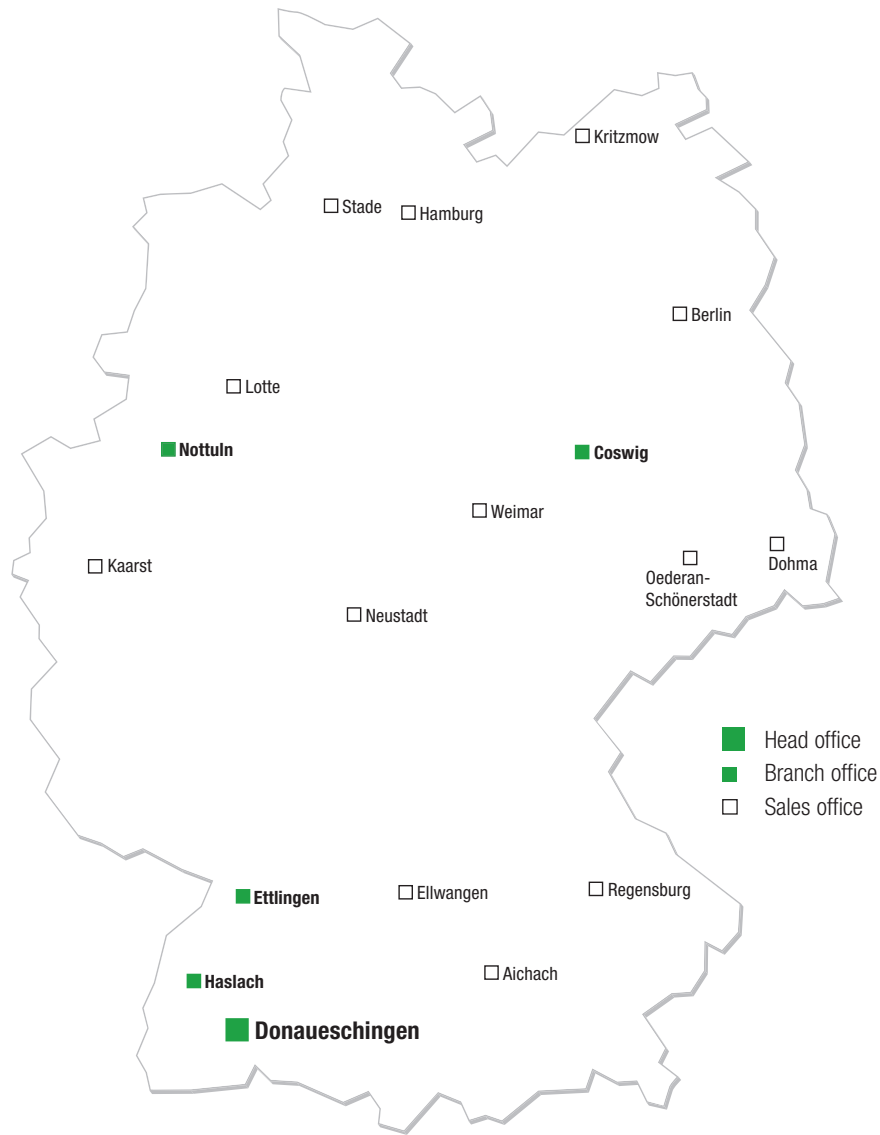 Kritzmow
Stade
Hamburg
Berlin
Lotte
Nottuln
Coswig
Weimar
Kaarst
Dohma
Oederan-
Schönerstadt
Neustadt
Head office
Branch office
Sales office
Ettlingen
Ellwangen
Regensburg
Haslach
Aichach
Donaueschingen